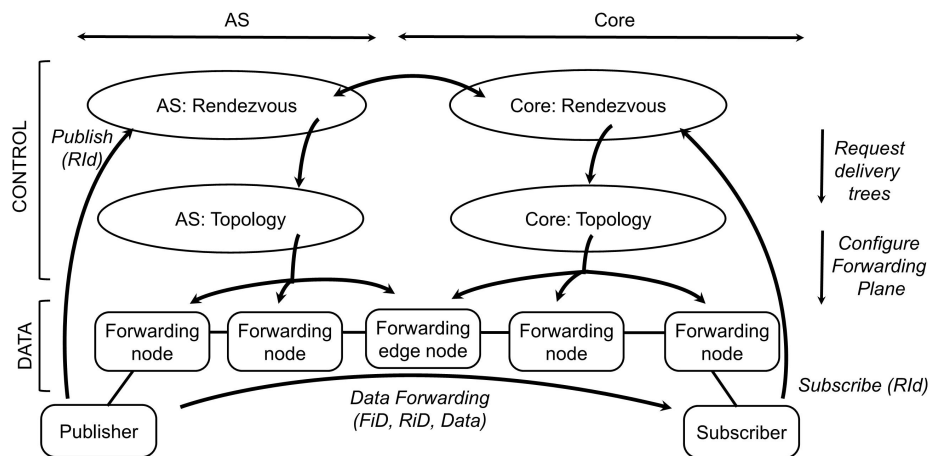 AS
Core
AS: Rendezvous
Core: Rendezvous
Publish
(RId)
CONTROL
Request
delivery
trees
AS: Topology
Core: Topology
Configure
Forwarding
Plane
DATA
Forwarding
node
Forwarding
node
Forwarding
edge node
Forwarding
node
Forwarding
node
Subscribe (RId)
Data Forwarding
(FiD, RiD, Data)
Publisher
Subscriber